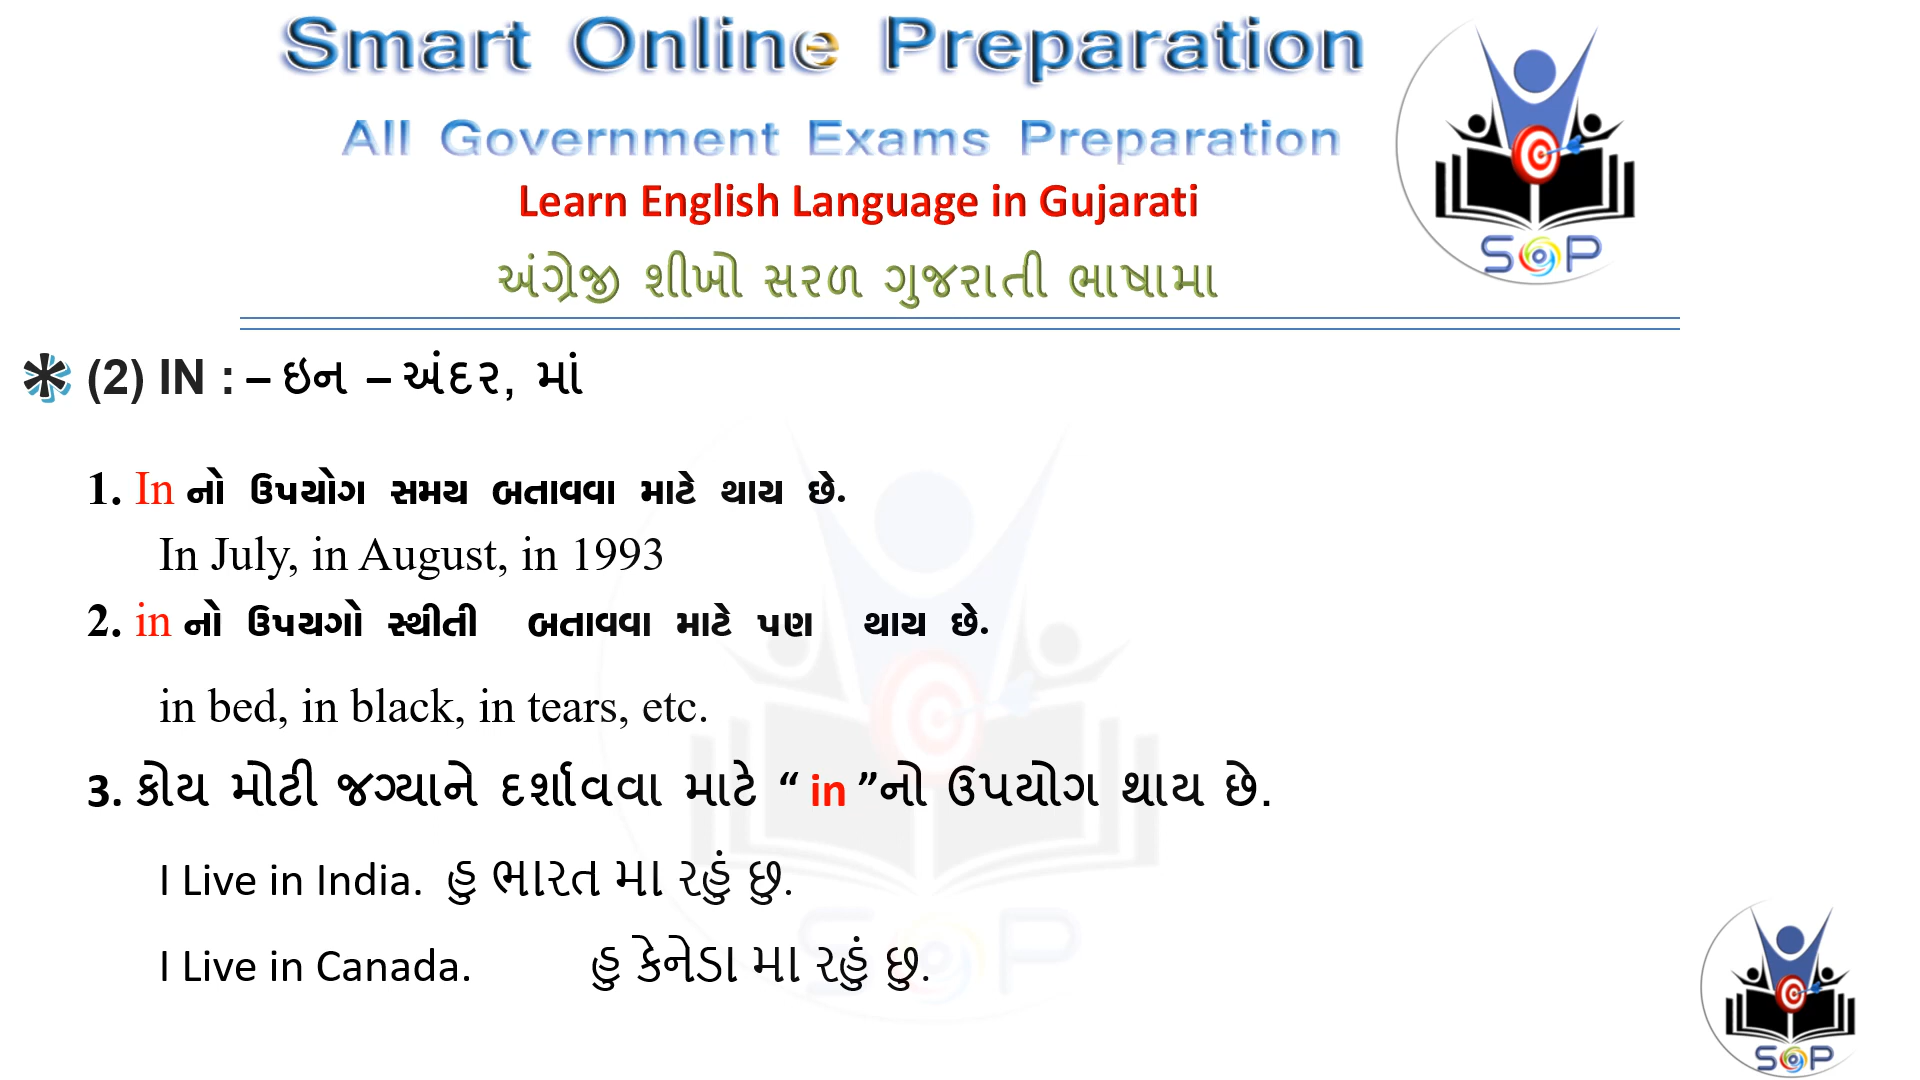 Smart Online Preparation
All Government Exams Preparation
Learn English Language in Gujarati
અંગ્રેજી શીખો સરળ ગુજરાતી ભાષામા
SOP
(2) IN : – ઇન – અંદર, માં
1. In નો ઉપયોગ સમય બતાવવા માટે થાય છે.
In July, in August, in 1993
2. in નો ઉપયગો સ્થીતી બતાવવા માટે પણ થાય છે.
in bed, in black, in tears, etc.
3. કોય મોટી જગ્યાને દર્શાવવા માટે “ in ”નો ઉપયોગ થાય છે.
I Live in India. હુ ભારત મા રહું છુ.
I Live in Canada. હુ કેનેડા મા રહું છુ.
SOP
SOP